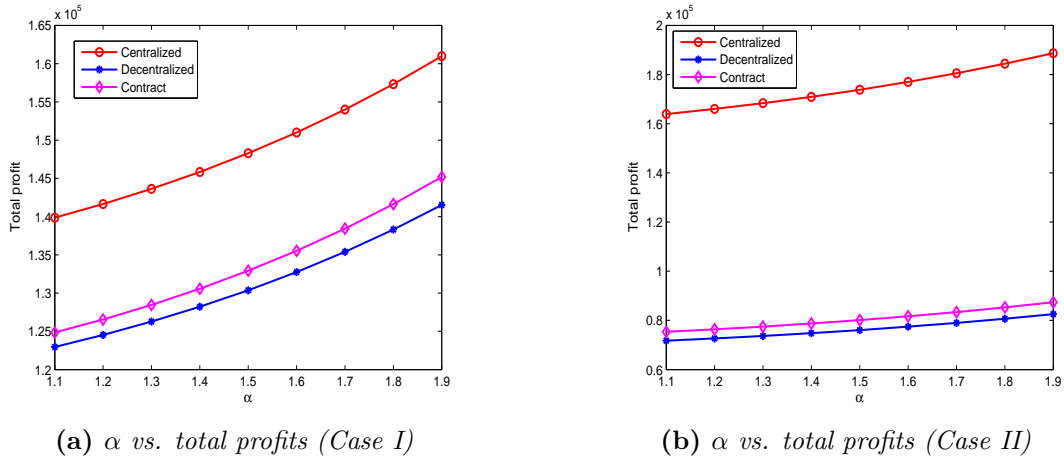 × 10⁵
1.65
1.6
1.55
1.5
1.45
1.4
1.35
1.3
1.25
1.2
Total profit
Centralized
Decentralized
Contract
1.1 1.2 1.3 1.4 1.5 1.6 1.7 1.8 1.9
α
(a) α vs. total profits (Case I)
× 10⁵
2
1.8
1.6
1.4
1.2
1
0.8
0.6
Total profit
Centralized
Decentralized
Contract
1.1 1.2 1.3 1.4 1.5 1.6 1.7 1.8 1.9
α
(b) α vs. total profits (Case II)